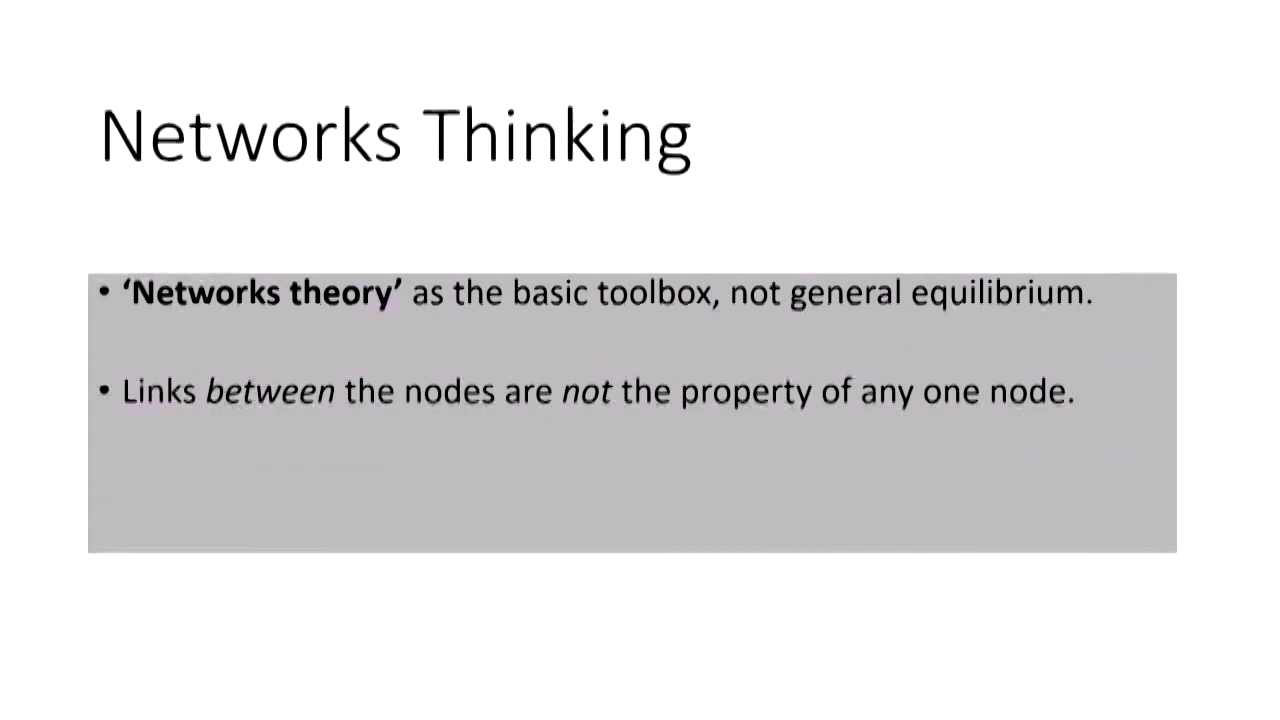 Networks Thinking
• ‘Networks theory’ as the basic toolbox, not general equilibrium.
• Links between the nodes are not the property of any one node.